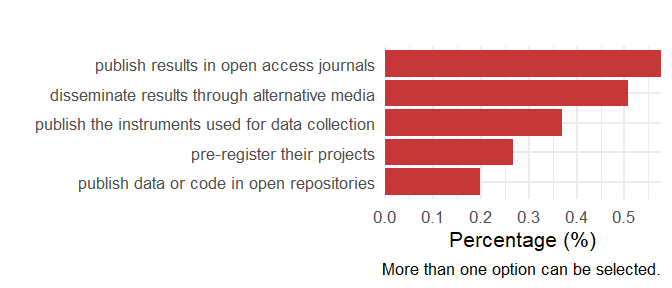 publish results in open access journals
disseminate results through alternative media
publish the instruments used for data collection
pre-register their projects
publish data or code in open repositories
0.0 0.1 0.2 0.3 0.4 0.5
Percentage (%)
More than one option can be selected.